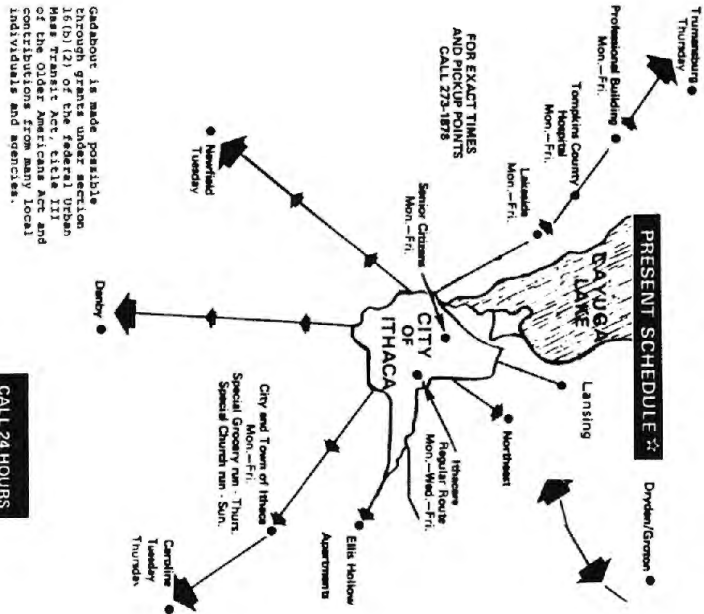 PRESENT SCHEDULE ☆
Trumansburg
Thursday
Professional Building
Mon.—Fri.
Tompkins County
Hospital
Mon.—Fri.
Lakeside
Mon.—Fri.
CAYUGA
LAKE
Lansing
Dryden/Groton
FOR EXACT TIMES
AND PICKUP POINTS
CALL 273-1878
Senior Citizens
Mon.—Fri.
CITY
OF
ITHACA
Northeast
Ithacare
Regular Route
Mon.—Wed.—Fri.
Newfield
Tuesday
Danby
City and Town of Ithaca
Mon.—Fri.
Special Grocery run - Thurs.
Special Church run - Sun.
Ellis Hollow
Apartments
Caroline
Tuesday
Thursday
Gadabout is made possible
through grants under section
16(b)(2) of the federal Urban
Mass Transit Act, title III
of the Older Americans Act and
contributions from many local
individuals and agencies.
CALL 24 HOURS